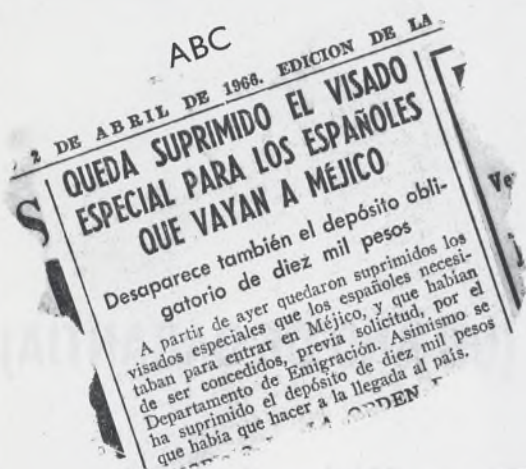 ABC
2 DE ABRIL DE 1966. EDICION DE LA
QUEDA SUPRIMIDO EL VISADO
ESPECIAL PARA LOS ESPAÑOLES
QUE VAYAN A MÉJICO
Desaparece también el depósito obli-
gatorio de diez mil pesos
A partir de ayer quedaron suprimidos los
visados especiales que los españoles necesi-
taban para entrar en Méjico, y que habían
de ser concedidos, previa solicitud, por el
Departamento de Emigración. Asimismo se
ha suprimido el depósito de diez mil pesos
que había que hacer a la llegada al país.
ORDEN
S
Ve